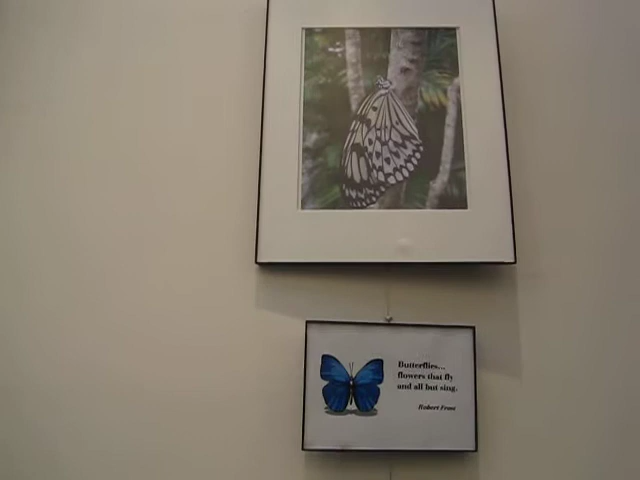 Butterflies...
flowers that fly
and all but sing.
Robert Frost